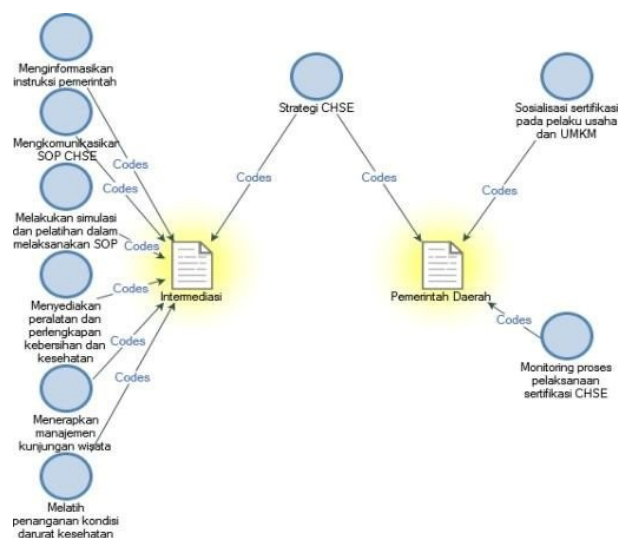 Menginformasikan
instruksi pemerintah
Mengkomunikasikan
SOP CHSE
Melakukan simulasi
dan pelatihan dalam
melaksanakan SOP
Menyediakan
peralatan dan
perlengkapan
kebersihan dan
kesehatan
Menerapkan
manajemen
kunjungan wisata
Melatih
penanganan kondisi
darurat kesehatan
Codes
Codes
Codes
Codes
Codes
Codes
Intermediasi
Strategi CHSE
Codes
Codes
Pemerintah Daerah
Sosialisasi sertifikasi
pada pelaku usaha
dan UMKM
Codes
Codes
Monitoring proses
pelaksanaan
sertifikasi CHSE